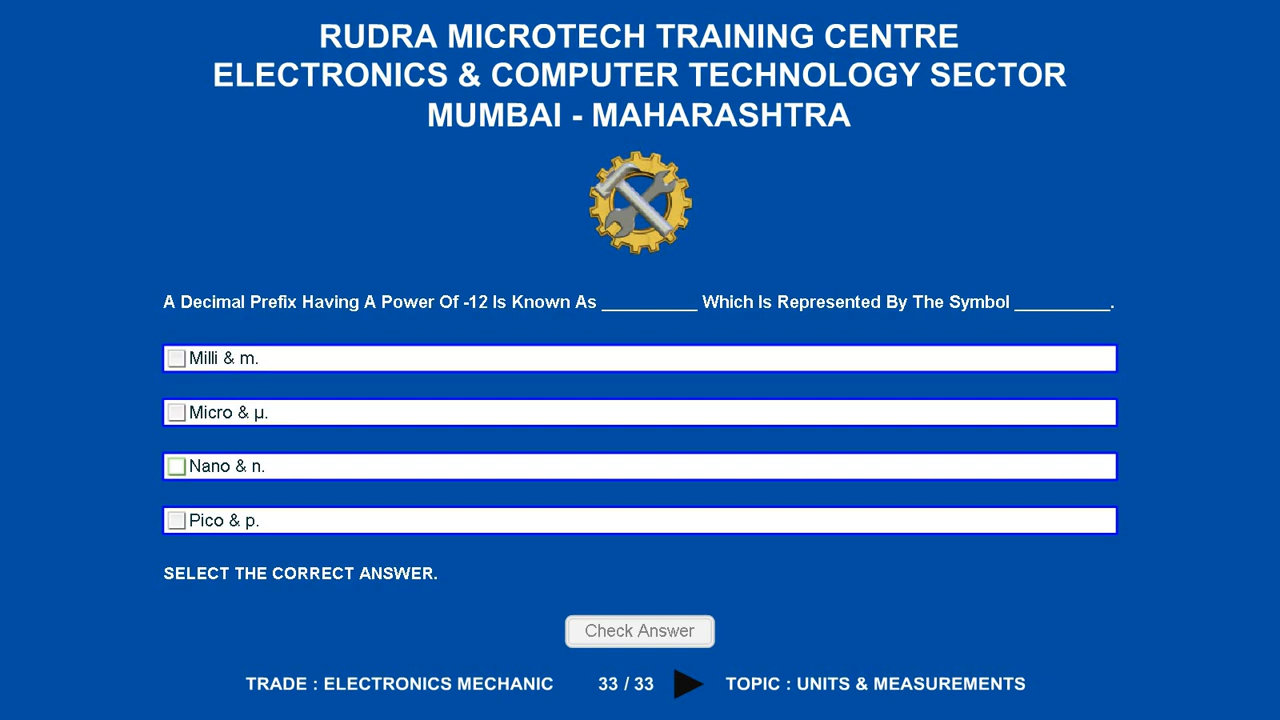 RUDRA MICROTECH TRAINING CENTRE
ELECTRONICS & COMPUTER TECHNOLOGY SECTOR
MUMBAI - MAHARASHTRA
A Decimal Prefix Having A Power Of -12 Is Known As __________ Which Is Represented By The Symbol __________.
Milli & m.
Micro & µ.
Nano & n.
Pico & p.
SELECT THE CORRECT ANSWER.
Check Answer
TRADE : ELECTRONICS MECHANIC 33 / 33 TOPIC : UNITS & MEASUREMENTS